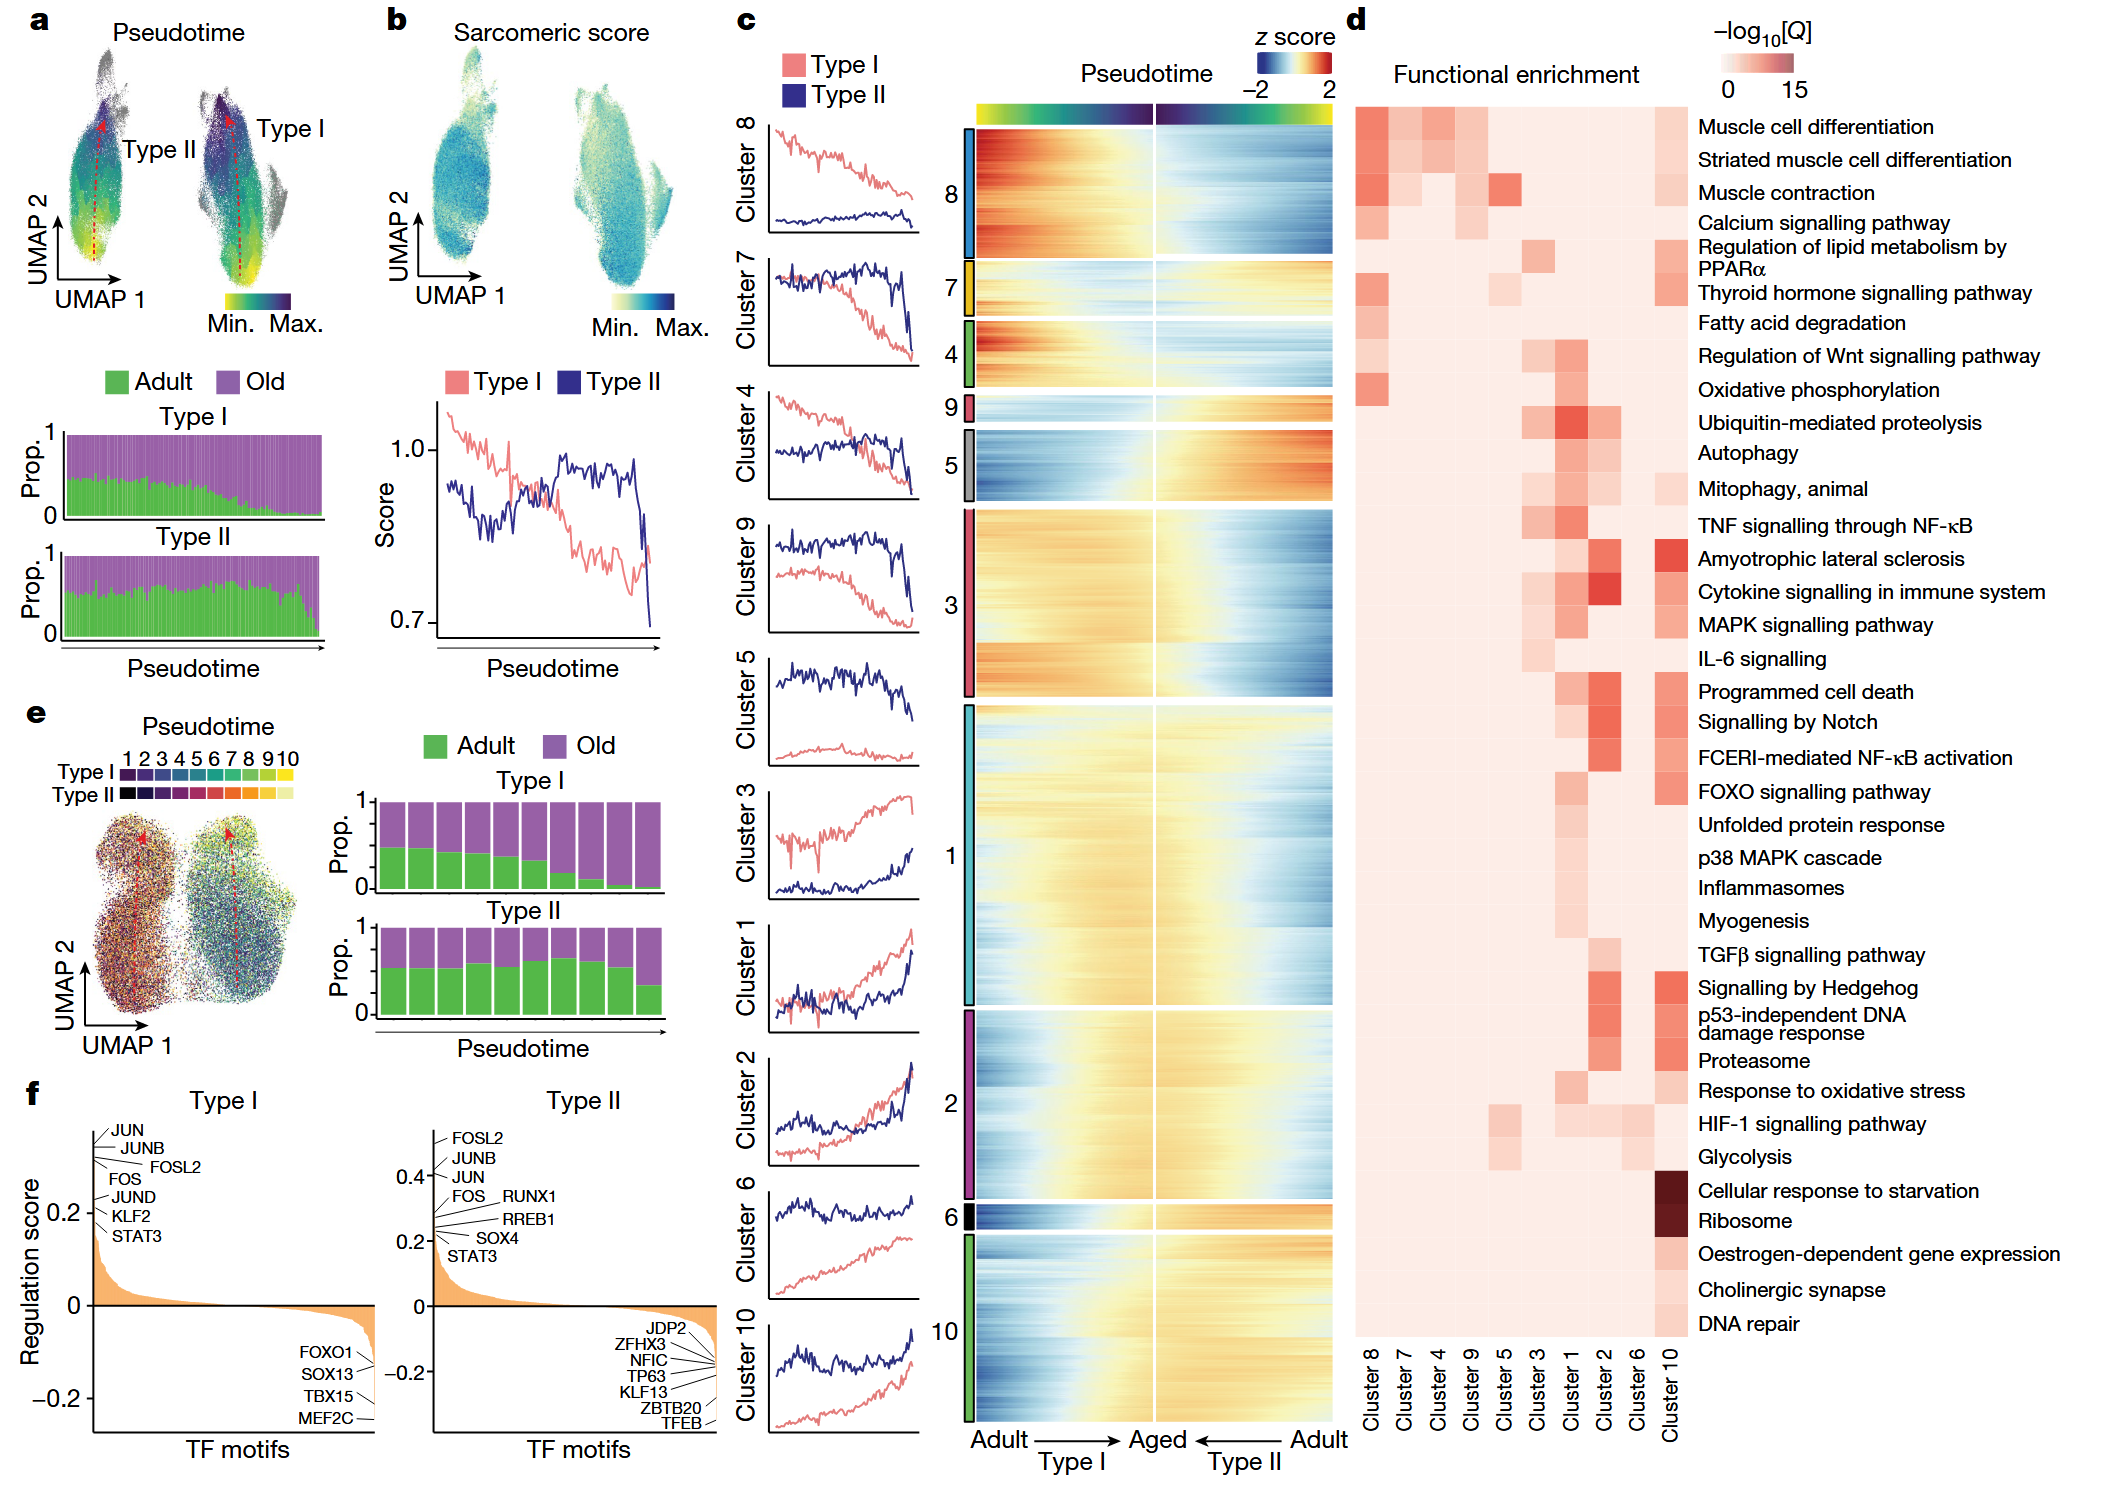 a
Pseudotime
Type I
Type II
UMAP 2
UMAP 1
Min. Max.
Adult Old
Type I
Prop.
1
0
Type II
Prop.
1
0
Pseudotime
b
Sarcomeric score
UMAP 2
UMAP 1
Min. Max.
Type I Type II
Score
1.0
0.7
Pseudotime
c
Type I
Type II
Cluster 8
Cluster 7
Cluster 4
Cluster 9
Cluster 5
Cluster 3
Cluster 1
Cluster 2
Cluster 6
Cluster 10
z score
−2 2
Pseudotime
8
7
4
9
5
3
1
2
6
10
Adult Aged Adult
Type I Type II
d
−log10[Q]
0 15
Functional enrichment
Muscle cell differentiation
Striated muscle cell differentiation
Muscle contraction
Calcium signalling pathway
Regulation of lipid metabolism by
PPARα
Thyroid hormone signalling pathway
Fatty acid degradation
Regulation of Wnt signalling pathway
Oxidative phosphorylation
Ubiquitin-mediated proteolysis
Autophagy
Mitophagy, animal
TNF signalling through NF-κB
Amyotrophic lateral sclerosis
Cytokine signalling in immune system
MAPK signalling pathway
IL-6 signalling
Programmed cell death
Signalling by Notch
FCERI-mediated NF-κB activation
FOXO signalling pathway
Unfolded protein response
p38 MAPK cascade
Inflammasomes
Myogenesis
TGFβ signalling pathway
Signalling by Hedgehog
p53-independent DNA
damage response
Proteasome
Response to oxidative stress
HIF-1 signalling pathway
Glycolysis
Cellular response to starvation
Ribosome
Oestrogen-dependent gene expression
Cholinergic synapse
DNA repair
Cluster 8
Cluster 7
Cluster 4
Cluster 9
Cluster 5
Cluster 3
Cluster 1
Cluster 2
Cluster 6
Cluster 10
e
Pseudotime
1 2 3 4 5 6 7 8 9 10
Type I
Type II
UMAP 2
UMAP 1
Adult Old
Type I
Prop.
1
0
Type II
Prop.
1
0
Pseudotime
f
Type I
Regulation score
0.2
0
−0.2
JUN
JUNB
FOSL2
FOS
JUND
KLF2
STAT3
FOXO1
SOX13
TBX15
MEF2C
TF motifs
Type II
0.4
0.2
0
−0.2
FOSL2
JUNB
JUN
FOS RUNX1
RREB1
SOX4
STAT3
JDP2
ZFHX3
NFIC
TP63
KLF13
ZBTB20
TFEB
TF motifs